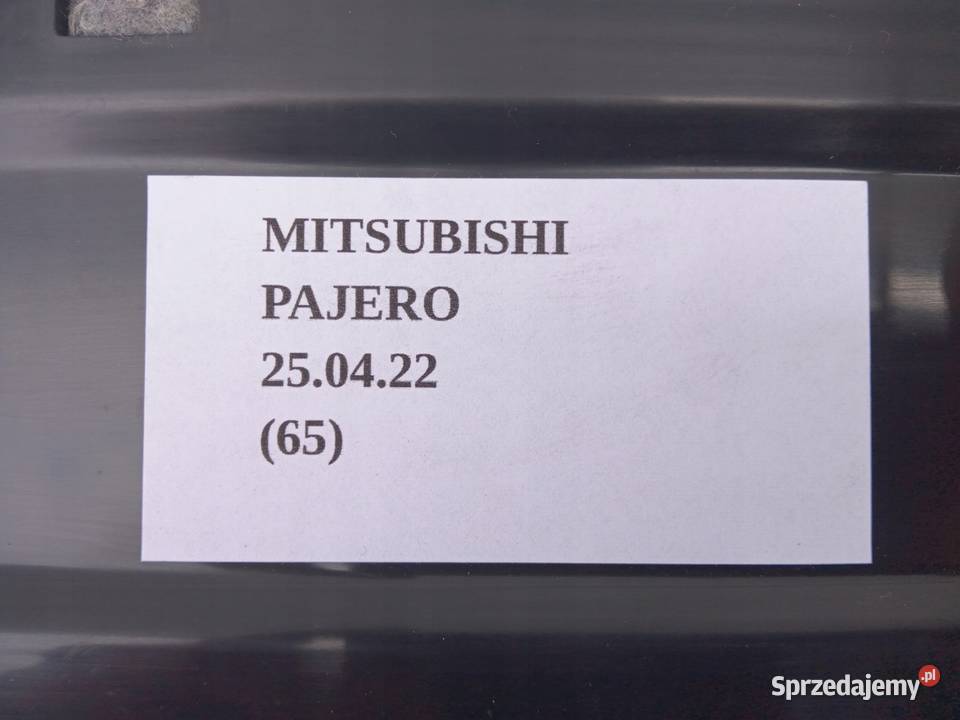 MITSUBISHI
PAJERO
25.04.22
(65)
Sprzedajemy.pl